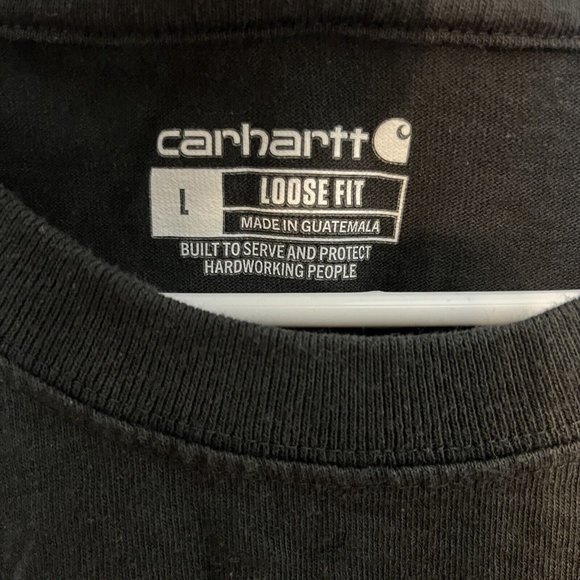 carhartt
L
LOOSE FIT
MADE IN GUATEMALA
BUILT TO SERVE AND PROTECT
HARDWORKING PEOPLE